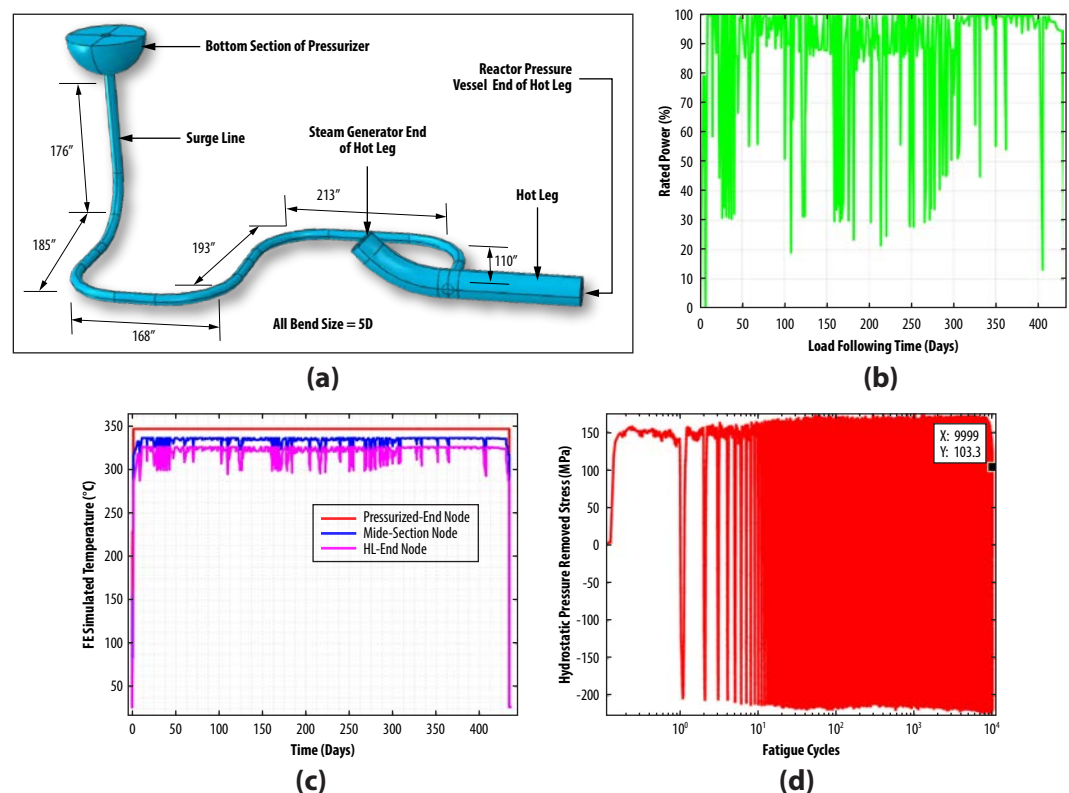 Bottom Section of Pressurizer
Reactor Pressure
Vessel End of Hot Leg
Surge Line
Steam Generator End
of Hot Leg
176"
213"
Hot Leg
185"
193"
110"
168"
All Bend Size = 5D
(a)
100
90
80
70
60
50
40
30
20
10
0
Rated Power (%)
0
50
100
150
200
250
300
350
400
Load Following Time (Days)
(b)
350
300
250
200
150
100
50
FE Simulated Temperature (°C)
Pressurized-End Node
Mide-Section Node
HL-End Node
0
50
100
150
200
250
300
350
400
Time (Days)
(c)
150
100
50
0
-50
-100
-150
-200
Hydrostatic Pressure Removed Stress (MPa)
X: 9999
Y: 103.3
10⁰
10¹
10²
10³
10⁴
Fatigue Cycles
(d)